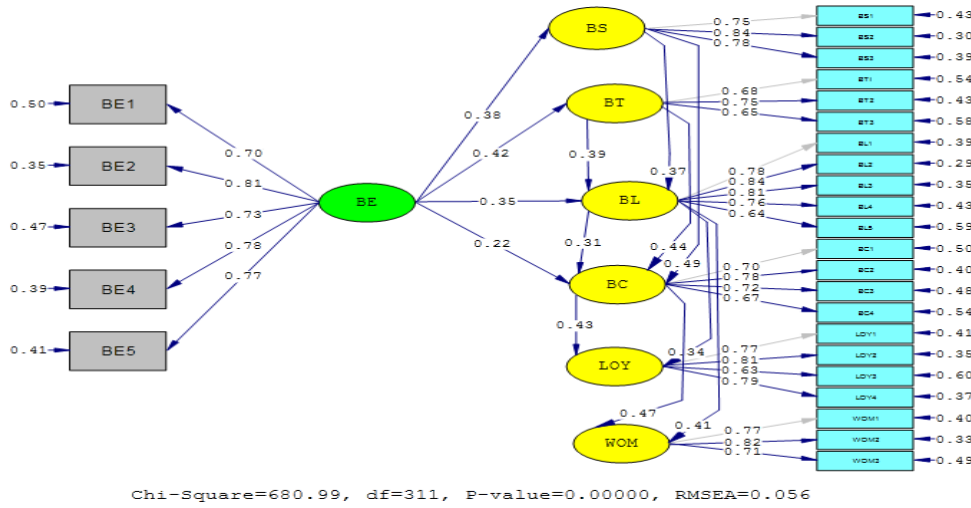 0.50 BE1
0.35 BE2
0.47 BE3
0.39 BE4
0.41 BE5
0.70
0.81
0.73
0.78
0.77
BE
0.38
0.42
0.35
0.22
BS
BT
0.39
0.37
BL
0.31
0.44
0.49
BC
0.43
0.34
LOY
0.47
0.41
WOM
0.75 BS1 0.43
0.84 BS2 0.30
0.78 BS3 0.39
0.68 BT1 0.54
0.75 BT2 0.43
0.65 BT3 0.58
0.78 BL1 0.39
0.84 BL2 0.29
0.81 BL3 0.35
0.76 BL4 0.43
0.64 BL5 0.59
0.70 BC1 0.50
0.78 BC2 0.40
0.72 BC3 0.48
0.67 BC4 0.54
0.77 LOY1 0.41
0.81 LOY2 0.35
0.63 LOY3 0.60
0.79 LOY4 0.37
0.77 WOM1 0.40
0.82 WOM2 0.33
0.71 WOM3 0.49
Chi-Square=680.99, df=311, P-value=0.00000, RMSEA=0.056